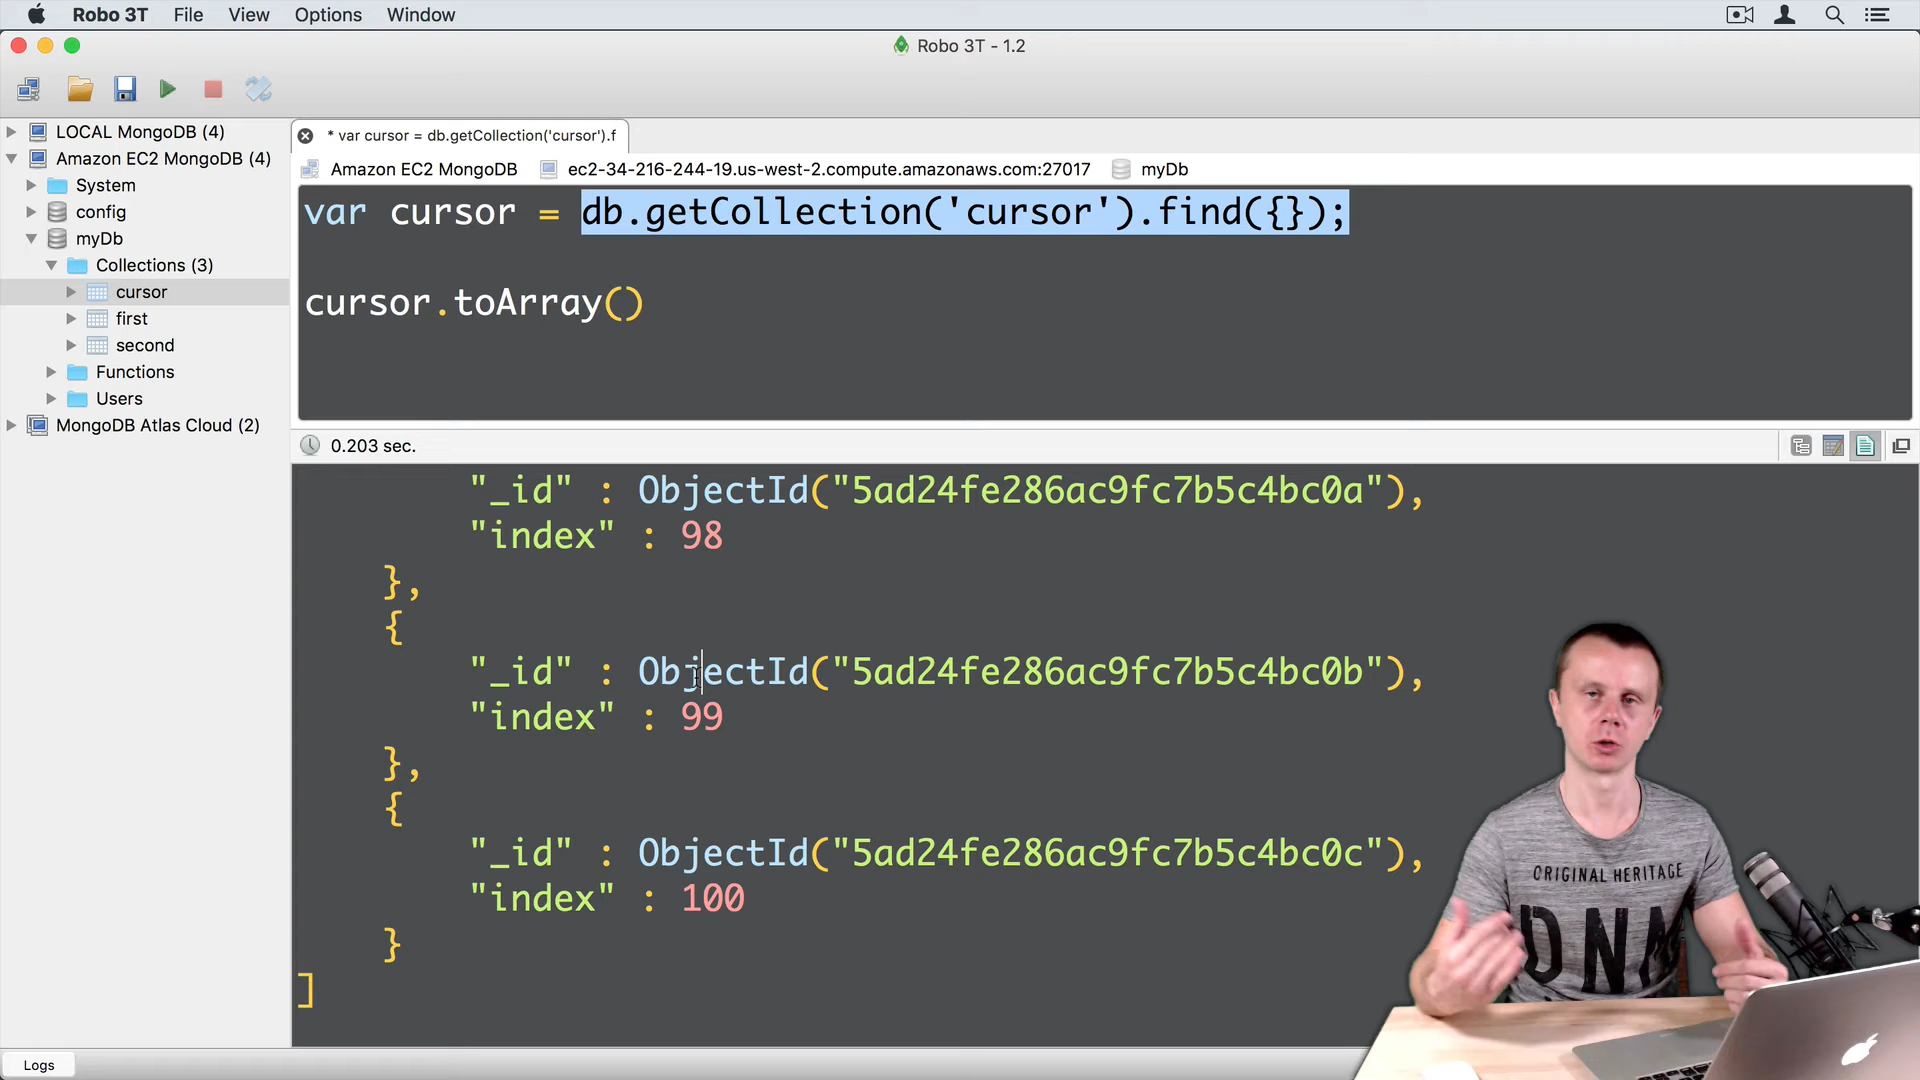 Robo 3T File View Options Window
Robo 3T - 1.2
LOCAL MongoDB (4)
Amazon EC2 MongoDB (4)
System
config
myDb
Collections (3)
cursor
first
second
Functions
Users
MongoDB Atlas Cloud (2)
* var cursor = db.getCollection('cursor').f
Amazon EC2 MongoDB ec2-34-216-244-19.us-west-2.compute.amazonaws.com:27017 myDb
var cursor = db.getCollection('cursor').find({});
cursor.toArray()
0.203 sec.
"_id" : ObjectId("5ad24fe286ac9fc7b5c4bc0a"),
"index" : 98
},
{
"_id" : ObjectId("5ad24fe286ac9fc7b5c4bc0b"),
"index" : 99
},
{
"_id" : ObjectId("5ad24fe286ac9fc7b5c4bc0c"),
"index" : 100
}
]
ORIGINAL HERITAGE
DNA
Logs